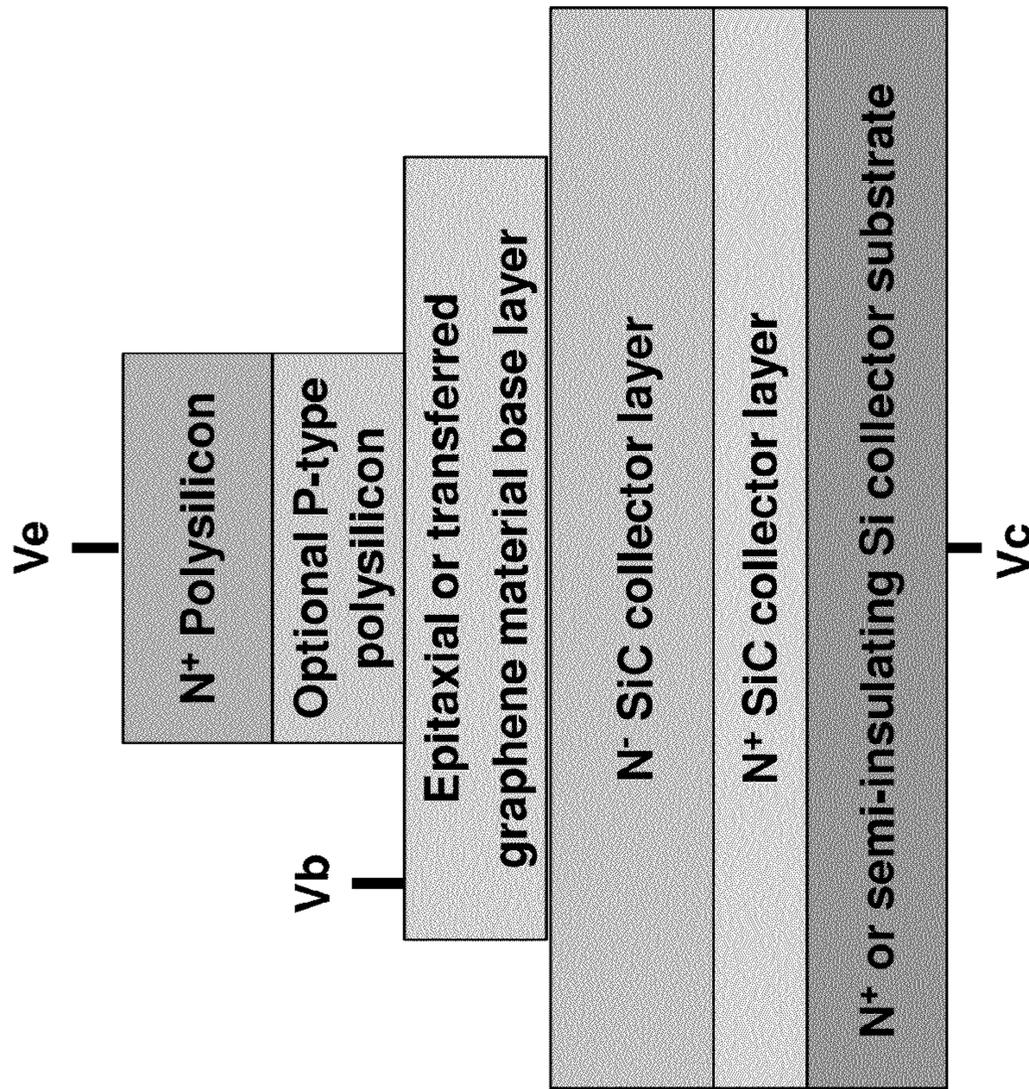 Ve
N+ Polysilicon
Optional P-type
polysilicon
Vb
Epitaxial or transferred
graphene material base layer
N- SiC collector layer
N+ SiC collector layer
N+ or semi-insulating Si collector substrate
Vc